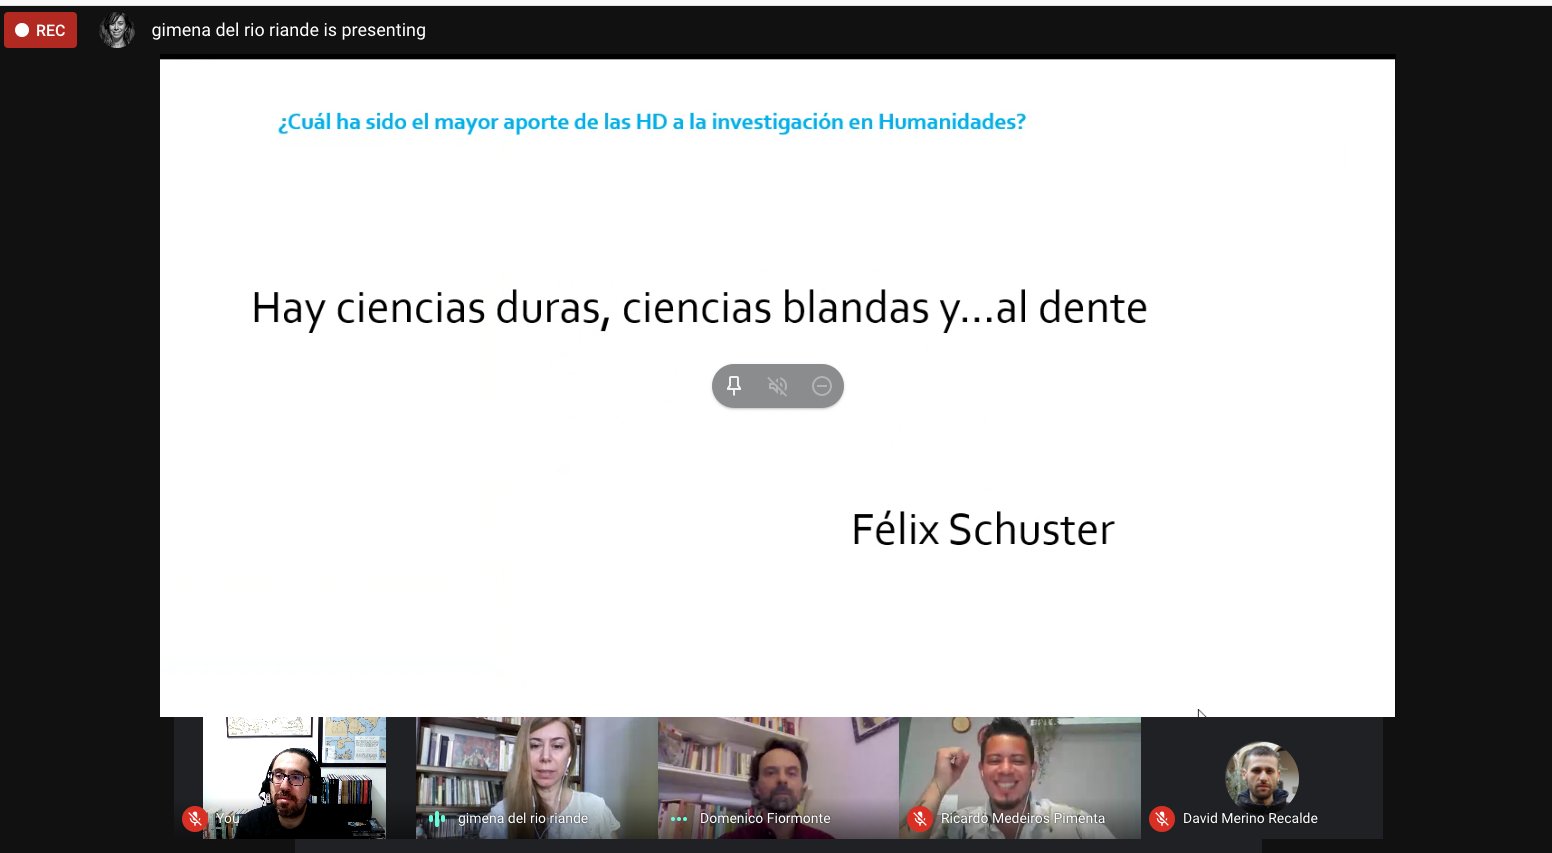 REC
gimena del rio riande is presenting
¿Cuál ha sido el mayor aporte de las HD a la investigación en Humanidades?
Hay ciencias duras, ciencias blandas y...al dente
Félix Schuster
You
gimena del rio riande
Domenico Fiormonte
Ricardo Medeiros Pimenta
David Merino Recalde